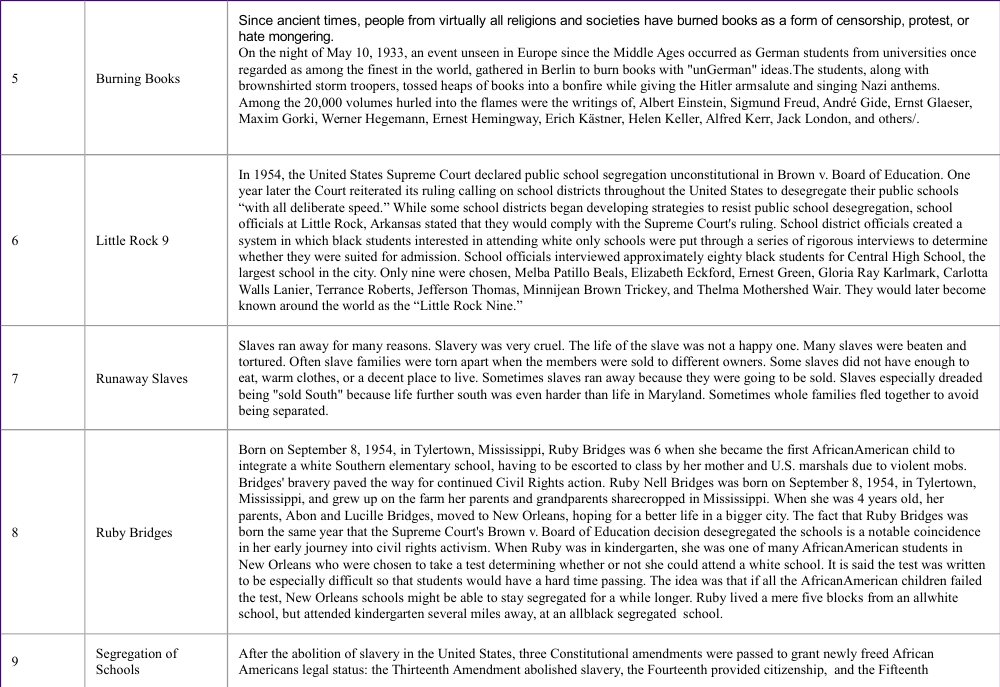 Since ancient times, people from virtually all religions and societies have burned books as a form of censorship, protest, or
hate mongering.
On the night of May 10, 1933, an event unseen in Europe since the Middle Ages occurred as German students from universities once
5
Burning Books
regarded as among the finest in the world, gathered in Berlin to burn books with "unGerman" ideas.The students, along with
brownshirted storm troopers, tossed heaps of books into a bonfire while giving the Hitler armsalute and singing Nazi anthems.
Among the 20,000 volumes hurled into the flames were the writings of, Albert Einstein, Sigmund Freud, André Gide, Ernst Glaeser,
Maxim Gorki, Werner Hegemann, Ernest Hemingway, Erich Kästner, Helen Keller, Alfred Kerr, Jack London, and others/.
In 1954, the United States Supreme Court declared public school segregation unconstitutional in Brown v. Board of Education. One
year later the Court reiterated its ruling calling on school districts throughout the United States to desegregate their public schools
“with all deliberate speed.” While some school districts began developing strategies to resist public school desegregation, school
officials at Little Rock, Arkansas stated that they would comply with the Supreme Court's ruling. School district officials created a
6
Little Rock 9
system in which black students interested in attending white only schools were put through a series of rigorous interviews to determine
whether they were suited for admission. School officials interviewed approximately eighty black students for Central High School, the
largest school in the city. Only nine were chosen, Melba Patillo Beals, Elizabeth Eckford, Ernest Green, Gloria Ray Karlmark, Carlotta
Walls Lanier, Terrance Roberts, Jefferson Thomas, Minnijean Brown Trickey, and Thelma Mothershed Wair. They would later become
known around the world as the “Little Rock Nine.”
Slaves ran away for many reasons. Slavery was very cruel. The life of the slave was not a happy one. Many slaves were beaten and
tortured. Often slave families were torn apart when the members were sold to different owners. Some slaves did not have enough to
7
Runaway Slaves
eat, warm clothes, or a decent place to live. Sometimes slaves ran away because they were going to be sold. Slaves especially dreaded
being "sold South" because life further south was even harder than life in Maryland. Sometimes whole families fled together to avoid
being separated.
Born on September 8, 1954, in Tylertown, Mississippi, Ruby Bridges was 6 when she became the first AfricanAmerican child to
integrate a white Southern elementary school, having to be escorted to class by her mother and U.S. marshals due to violent mobs.
Bridges' bravery paved the way for continued Civil Rights action. Ruby Nell Bridges was born on September 8, 1954, in Tylertown,
Mississippi, and grew up on the farm her parents and grandparents sharecropped in Mississippi. When she was 4 years old, her
parents, Abon and Lucille Bridges, moved to New Orleans, hoping for a better life in a bigger city. The fact that Ruby Bridges was
8
Ruby Bridges
born the same year that the Supreme Court's Brown v. Board of Education decision desegregated the schools is a notable coincidence
in her early journey into civil rights activism. When Ruby was in kindergarten, she was one of many AfricanAmerican students in
New Orleans who were chosen to take a test determining whether or not she could attend a white school. It is said the test was written
to be especially difficult so that students would have a hard time passing. The idea was that if all the AfricanAmerican children failed
the test, New Orleans schools might be able to stay segregated for a while longer. Ruby lived a mere five blocks from an allwhite
school, but attended kindergarten several miles away, at an allblack segregated school.
9
Segregation of
Schools
After the abolition of slavery in the United States, three Constitutional amendments were passed to grant newly freed African
Americans legal status: the Thirteenth Amendment abolished slavery, the Fourteenth provided citizenship, and the Fifteenth